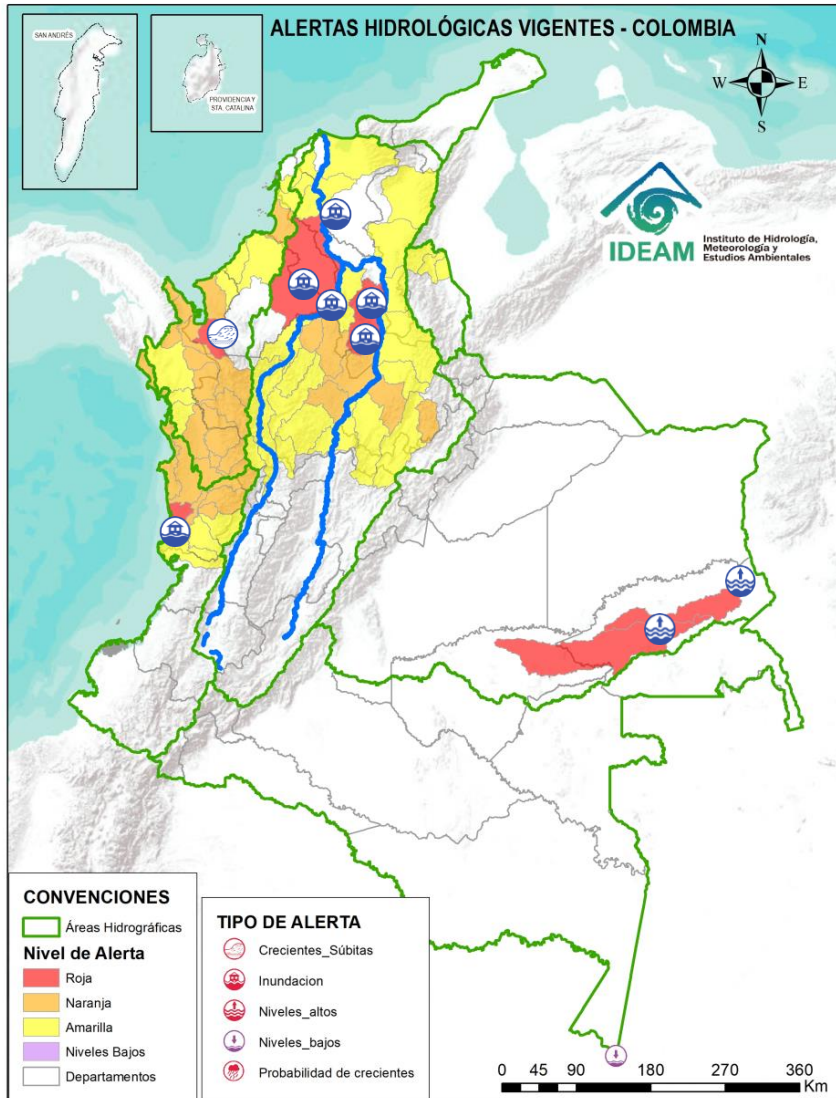 ALERTAS HIDROLÓGICAS VIGENTES - COLOMBIA
SAN ANDRÉS
PROVIDENCIA Y
STA. CATALINA
N
W
E
S
IDEAM
Instituto de Hidrología,
Meteorología y
Estudios Ambientales
CONVENCIONES
Áreas Hidrográficas
Nivel de Alerta
Roja
Naranja
Amarilla
Niveles Bajos
Departamentos
TIPO DE ALERTA
Crecientes_Súbitas
Inundacion
Niveles_altos
Niveles_bajos
Probabilidad de crecientes
0 45 90 180 270 360
Km